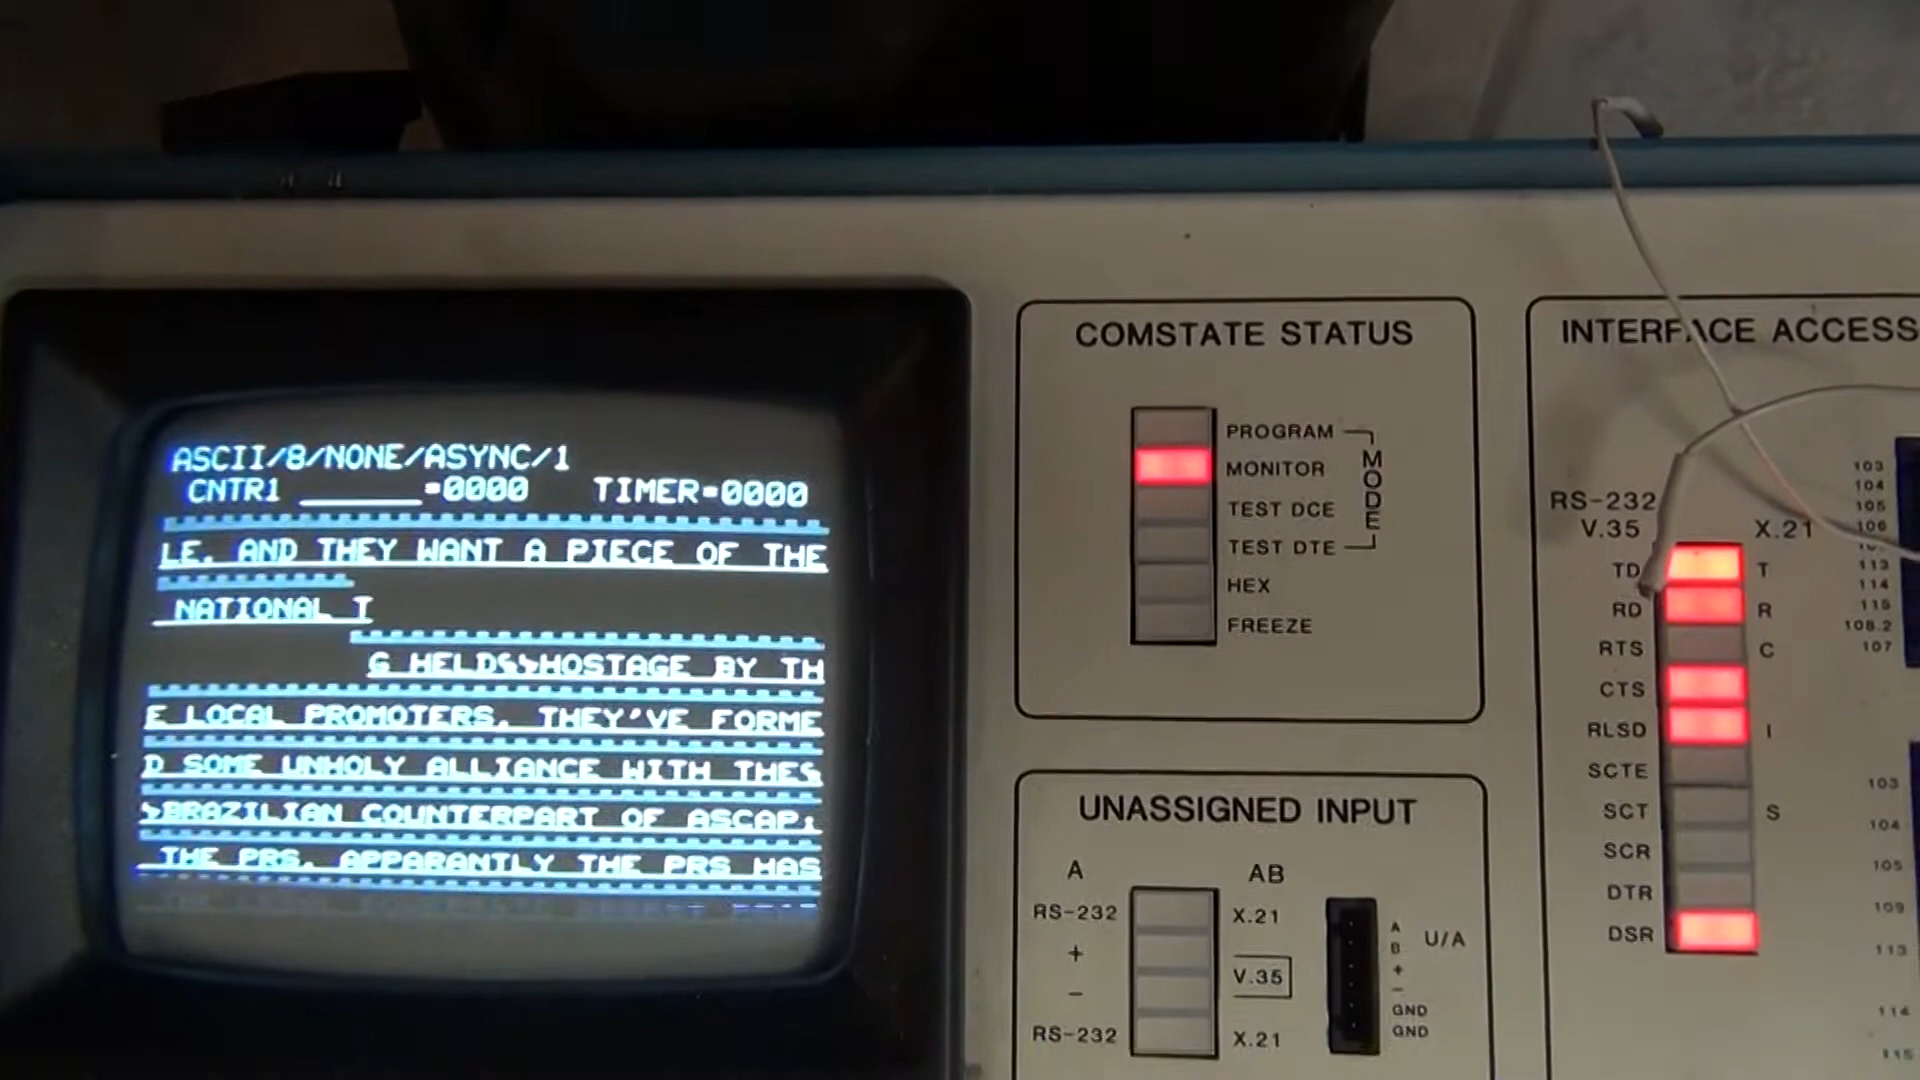 ASCII/8/NONE/ASYNC/1
CNTR1 ________=0000 TIMER=0000
LE. AND THEY WANT A PIECE OF THE
NATIONAL T
G HELD HOSTAGE BY TH
E LOCAL PROMOTERS. THEY'VE FORME
D SOME UNHOLY ALLIANCE WITH THE
BRAZILIAN COUNTERPART OF ASCAP;
THE PRS. APPARANTLY THE PRS HAS
COMSTATE STATUS
PROGRAM
MONITOR
TEST DCE
TEST DTE
HEX
FREEZE
MODE
UNASSIGNED INPUT
A AB
RS-232 X.21
+
− V.35
RS-232 X.21
A
B U/A
+
−
GND
GND
INTERFACE ACCESS
RS-232
V.35 X.21
TD T
RD R
RTS C
CTS
RLSD I
SCTE
SCT S
SCR
DTR
DSR
103
104
105
106
113
114
115
108.2
107
103
104
105
109
113
114
115